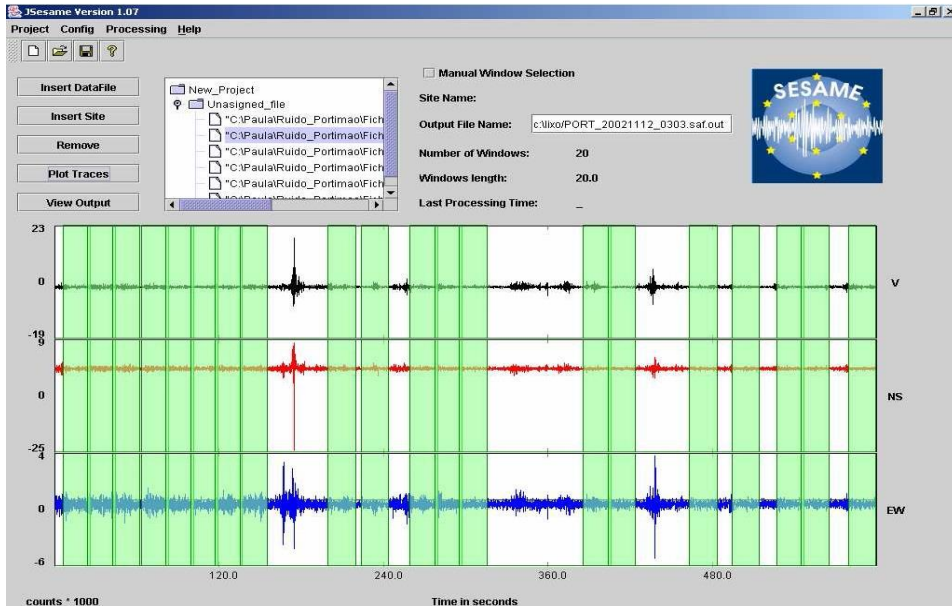 JSesame Version 1.07
Project Config Processing Help
Insert DataFile
Insert Site
Remove
Plot Traces
View Output
New_Project
Unasigned_file
"C:\Paula\Ruido_Portimao\Fich
"C:\Paula\Ruido_Portimao\Fich
"C:\Paula\Ruido_Portimao\Fich
"C:\Paula\Ruido_Portimao\Fich
"C:\Paula\Ruido_Portimao\Fich
Manual Window Selection
Site Name:
Output File Name: c:\lixo/PORT_20021112_0303.saf.out
Number of Windows: 20
Windows length: 20.0
Last Processing Time: _
SESAME
23
0
-19
V
9
0
-25
NS
4
0
-6
EW
120.0 240.0 360.0 480.0
counts * 1000 Time in seconds